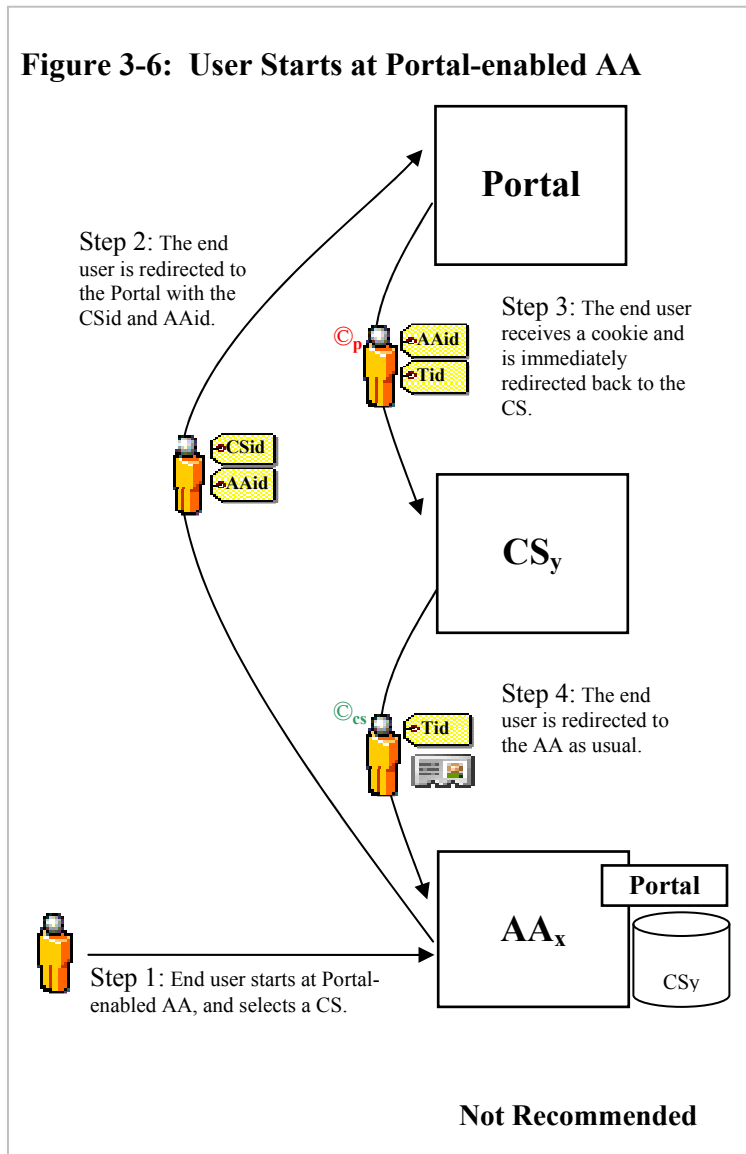 Figure 3-6:  User Starts at Portal-enabled AA
Portal
Step 2: The end
user is redirected to
the Portal with the
CSid and AAid.
©p
AAid
Tid
Step 3: The end user
receives a cookie and
is immediately
redirected back to the
CS.
CSid
AAid
CSy
©cs
Tid
Step 4: The end
user is redirected to
the AA as usual.
AAx
Portal
CSy
Step 1: End user starts at Portal-
enabled AA, and selects a CS.
Not Recommended